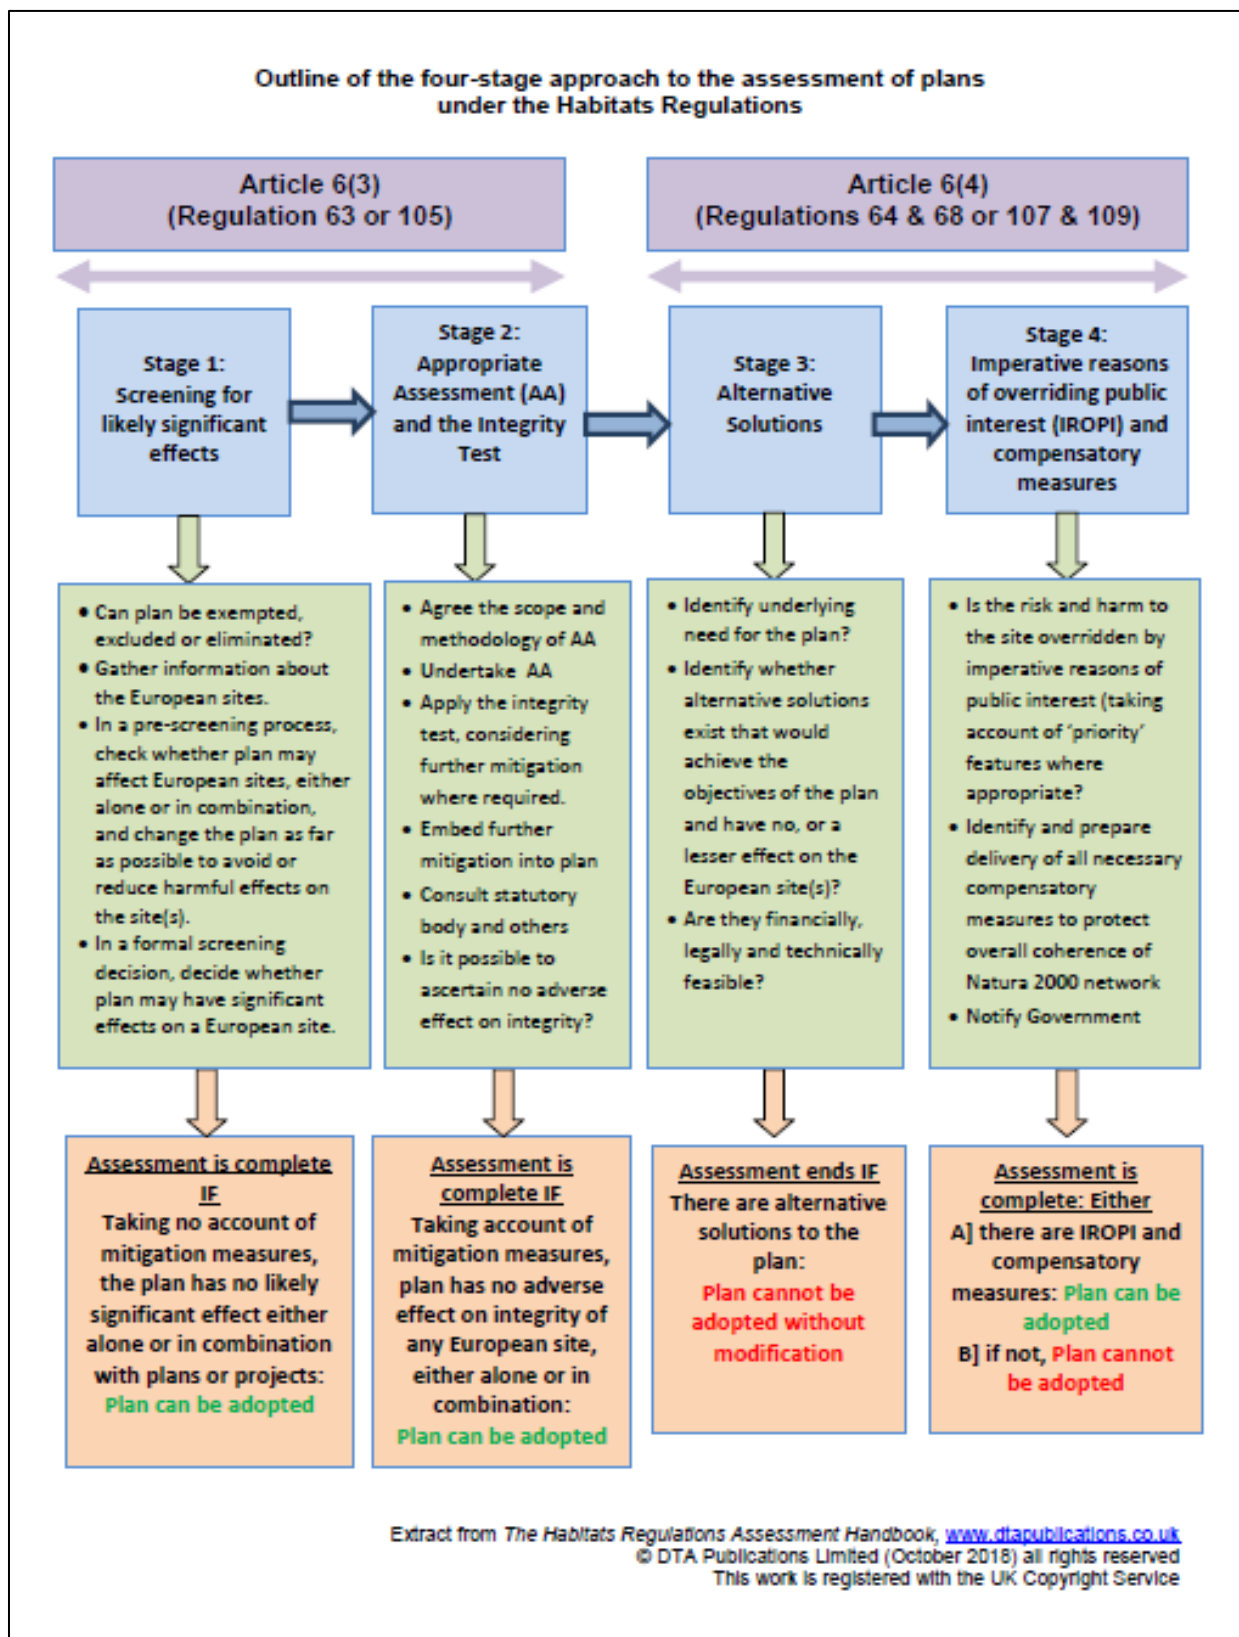 Outline of the four-stage approach to the assessment of plans
under the Habitats Regulations
Article 6(3)
(Regulation 63 or 105)
Article 6(4)
(Regulations 64 & 68 or 107 & 109)
Stage 1:
Screening for
likely significant
effects
Stage 2:
Appropriate
Assessment (AA)
and the Integrity
Test
Stage 3:
Alternative
Solutions
Stage 4:
Imperative reasons
of overriding public
interest (IROPI) and
compensatory
measures
• Can plan be exempted,
excluded or eliminated?
• Gather information about
the European sites.
• In a pre-screening process,
check whether plan may
affect European sites, either
alone or in combination,
and change the plan as far
as possible to avoid or
reduce harmful effects on
the site(s).
• In a formal screening
decision, decide whether
plan may have significant
effects on a European site.
• Agree the scope and
methodology of AA
• Undertake AA
• Apply the integrity
test, considering
further mitigation
where required.
• Embed further
mitigation into plan
• Consult statutory
body and others
• Is it possible to
ascertain no adverse
effect on integrity?
• Identify underlying
need for the plan?
• Identify whether
alternative solutions
exist that would
achieve the
objectives of the plan
and have no, or a
lesser effect on the
European site(s)?
• Are they financially,
legally and technically
feasible?
• Is the risk and harm to
the site overridden by
imperative reasons of
public interest (taking
account of ‘priority’
features where
appropriate?
• Identify and prepare
delivery of all necessary
compensatory
measures to protect
overall coherence of
Natura 2000 network
• Notify Government
Assessment is complete
IF
Taking no account of
mitigation measures,
the plan has no likely
significant effect either
alone or in combination
with plans or projects:
Plan can be adopted
Assessment is
complete IF
Taking account of
mitigation measures,
plan has no adverse
effect on integrity of
any European site,
either alone or in
combination:
Plan can be adopted
Assessment ends IF
There are alternative
solutions to the
plan:
Plan cannot be
adopted without
modification
Assessment is
complete: Either
A] there are IROPI and
compensatory
measures: Plan can be
adopted
B] if not, Plan cannot
be adopted
Extract from The Habitats Regulations Assessment Handbook, www.dtapublications.co.uk
© DTA Publications Limited (October 2018) all rights reserved
This work is registered with the UK Copyright Service